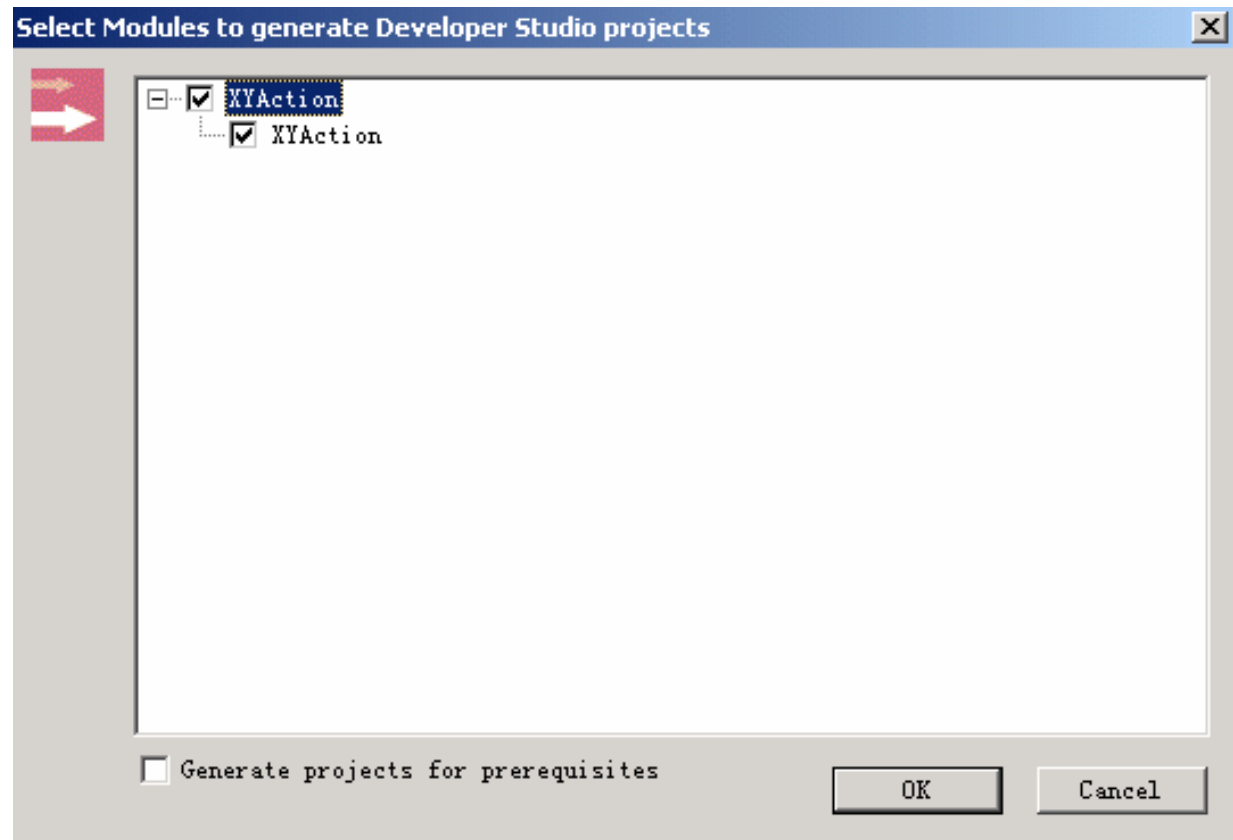 Select Modules to generate Developer Studio projects
XYAction
XYAction
Generate projects for prerequisites
OK
Cancel